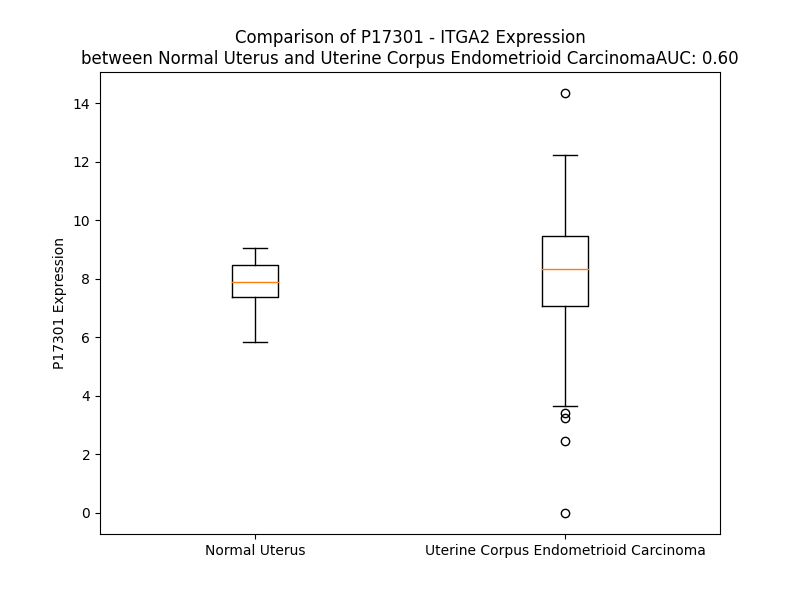 Comparison of P17301 - ITGA2 Expression
between Normal Uterus and Uterine Corpus Endometrioid CarcinomaAUC: 0.60
14
12
10
8
6
4
2
0
P17301 Expression
Normal Uterus
Uterine Corpus Endometrioid Carcinoma